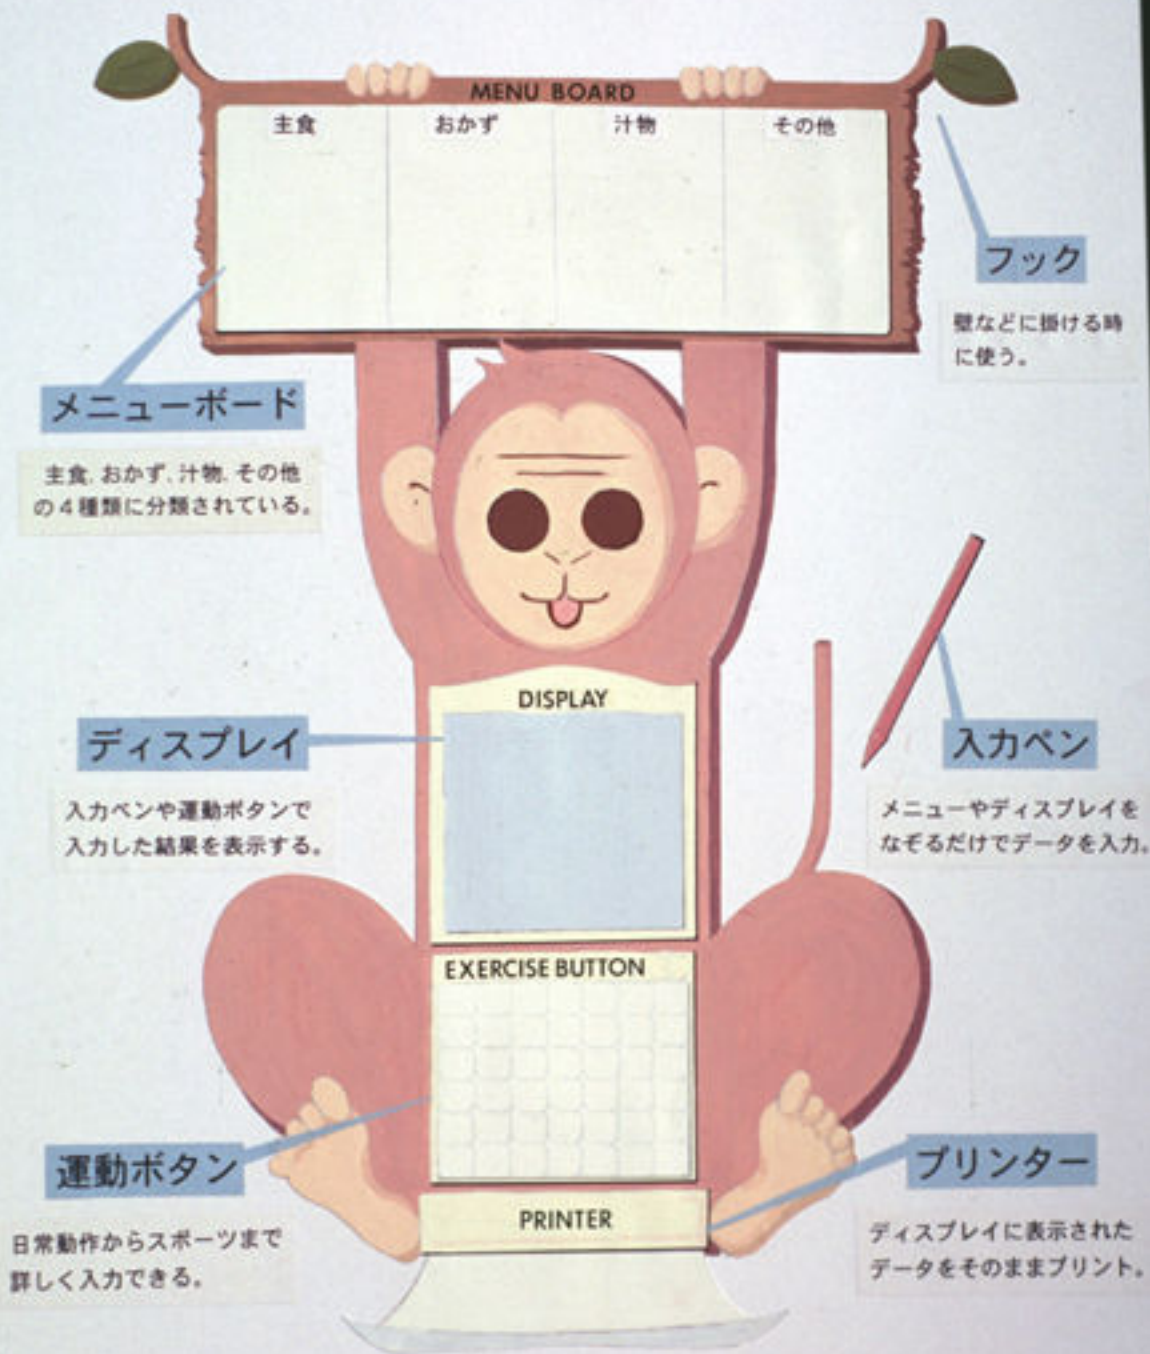 MENU BOARD
主食 おかず 汁物 その他
フック
壁などに掛ける時
に使う。
メニューボード
主食、おかず、汁物、その他
の4種類に分類されている。
DISPLAY
ディスプレイ
入力ペンや運動ボタンで
入力した結果を表示する。
入力ペン
メニューやディスプレイを
なぞるだけでデータを入力。
EXERCISE BUTTON
運動ボタン
日常動作からスポーツまで
詳しく入力できる。
プリンター
ディスプレイに表示された
データをそのままプリント。
PRINTER